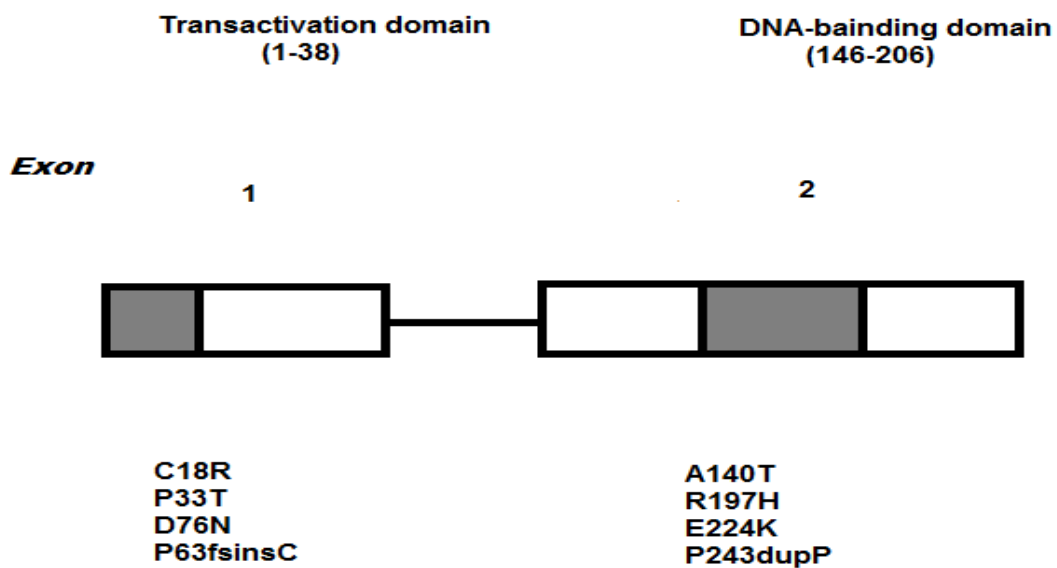 Transactivation domain
(1-38)
DNA-bainding domain
(146-206)
Exon
1
2
C18R
P33T
D76N
P63fsinsC
A140T
R197H
E224K
P243dupP